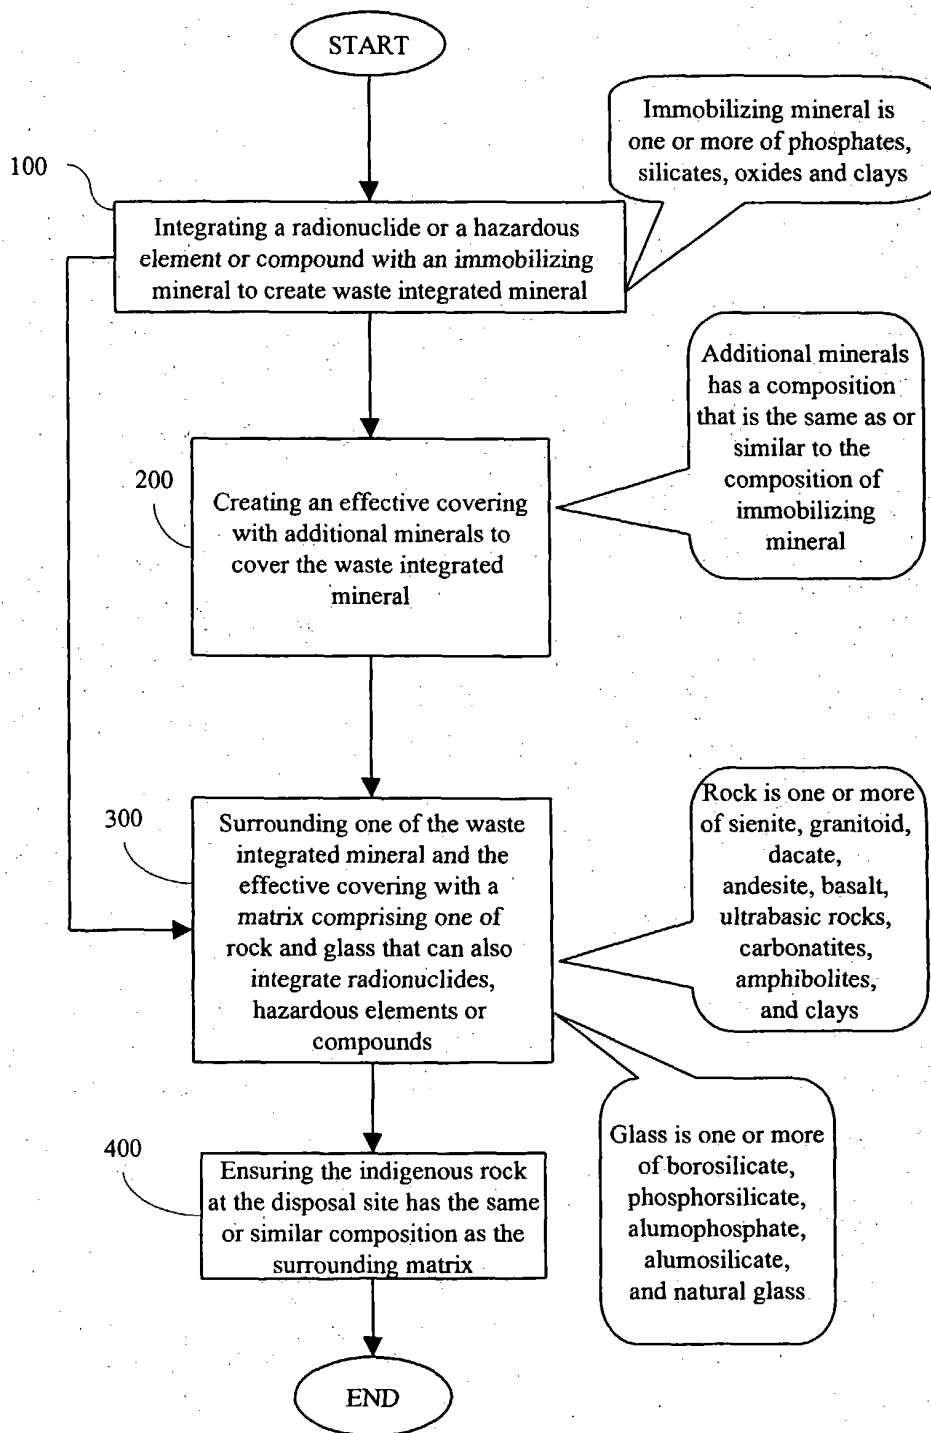 START
Immobilizing mineral is
one or more of phosphates,
silicates, oxides and clays
100
Integrating a radionuclide or a hazardous
element or compound with an immobilizing
mineral to create waste integrated mineral
Additional minerals
has a composition
that is the same as or
similar to the
composition of
immobilizing
mineral
200
Creating an effective covering
with additional minerals to
cover the waste integrated
mineral
300
Surrounding one of the waste
integrated mineral and the
effective covering with a
matrix comprising one of
rock and glass that can also
integrate radionuclides,
hazardous elements or
compounds
Rock is one or more
of sienite, granitoid,
dacate,
andesite, basalt,
ultrabasic rocks,
carbonatites,
amphibolites,
and clays
Glass is one or more
of borosilicate,
phosphorsilicate,
alumophosphate,
alumosilicate,
and natural glass
400
Ensuring the indigenous rock
at the disposal site has the same
or similar composition as the
surrounding matrix
END